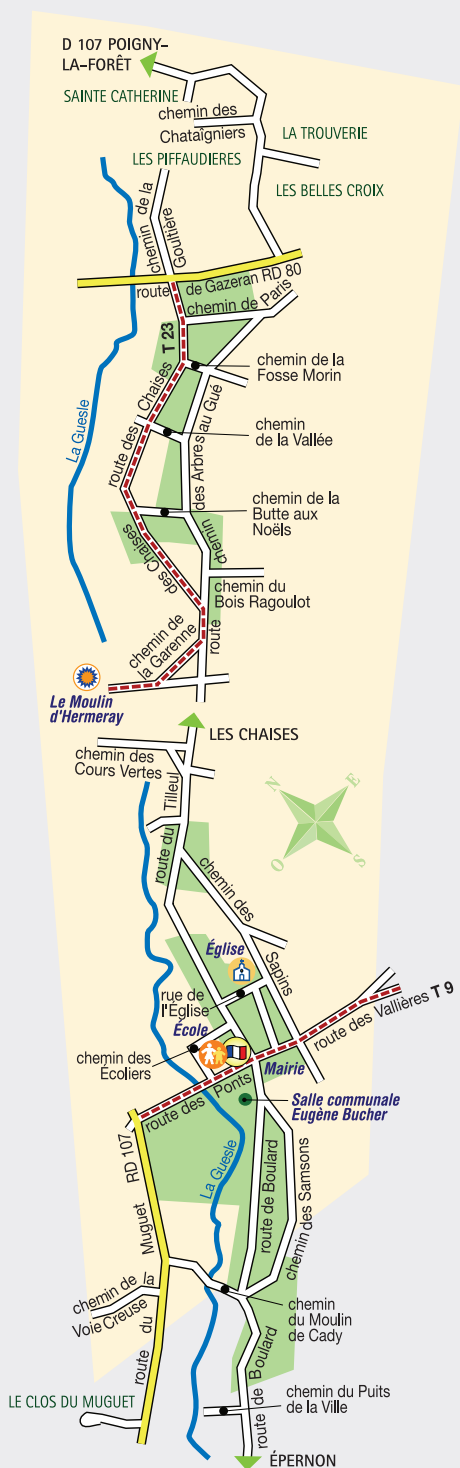 D 107 POIGNY-
LA-FORÊT
SAINTE CATHERINE
chemin des
Chataîgniers
LA TROUVERIE
LES PIFFAUDIERES
LES BELLES CROIX
chemin de la
Goultière
route de Gazeran RD 80
chemin de Paris
route des Chaises T 23
chemin de la
Fosse Morin
La Guesle
chemin
de la Vallée
chemin des Arbres au Gué
chemin de la
Butte aux
Noëls
des Chaises
chemin du
Bois Ragoulot
route
chemin de
la Garenne
Le Moulin
d'Hermeray
LES CHAISES
chemin des
Cours Vertes
route du Tilleul
N
E
O
S
chemin des Sapins
Église
rue de
l'Église
École
route des Vallières T 9
chemin des
Écoliers
Mairie
route des Ponts
Salle communale
Eugène Bucher
RD 107
La Guesle
route de Boulard
chemin des Samsons
route du Muguet
chemin de la
Voie Creuse
chemin
du Moulin
de Cady
route de Boulard
LE CLOS DU MUGUET
chemin du Puits
de la Ville
ÉPERNON